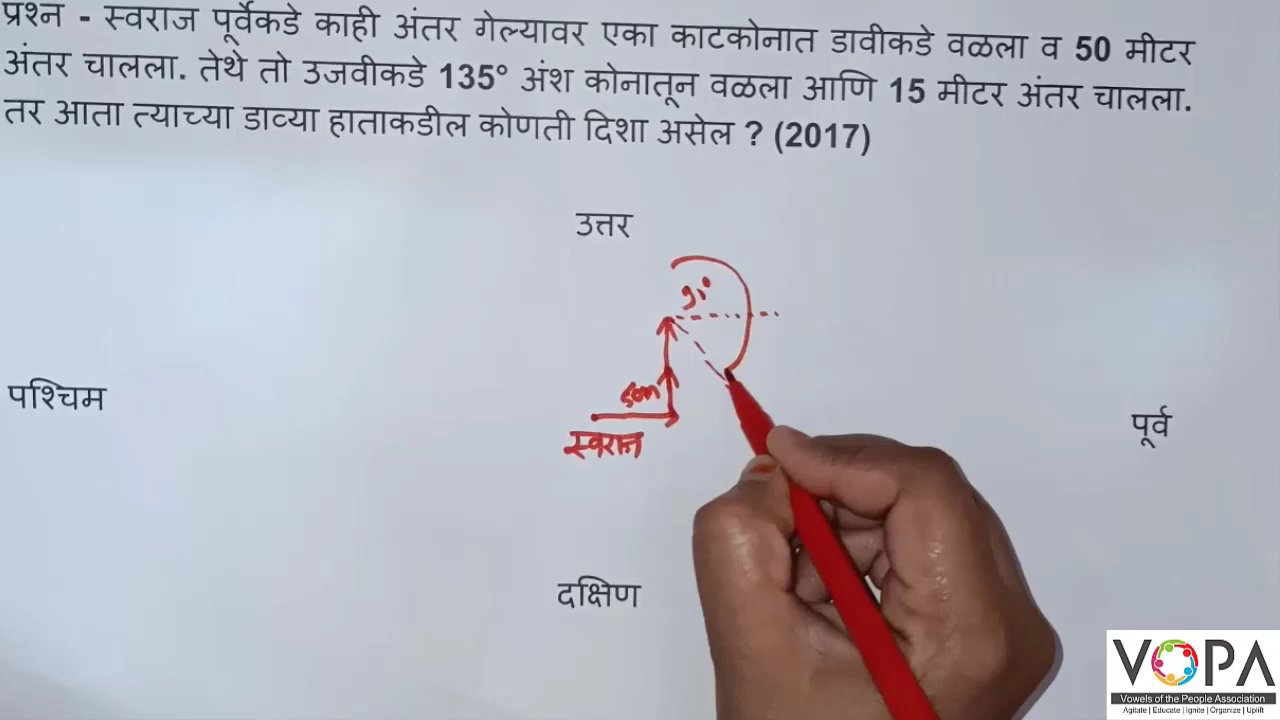 प्रश्न - स्वराज पूर्वेकडे काही अंतर गेल्यावर एका काटकोनात डावीकडे वळला व 50 मीटर
अंतर चालला. तेथे तो उजवीकडे 135° अंश कोनातून वळला आणि 15 मीटर अंतर चालला.
तर आता त्याच्या डाव्या हाताकडील कोणती दिशा असेल ? (2017)
उत्तर
पश्चिम
स्वराज
पूर्व
दक्षिण
VOPA
Vowels of the People Association
Agitate | Educate | Ignite | Organize | Uplift